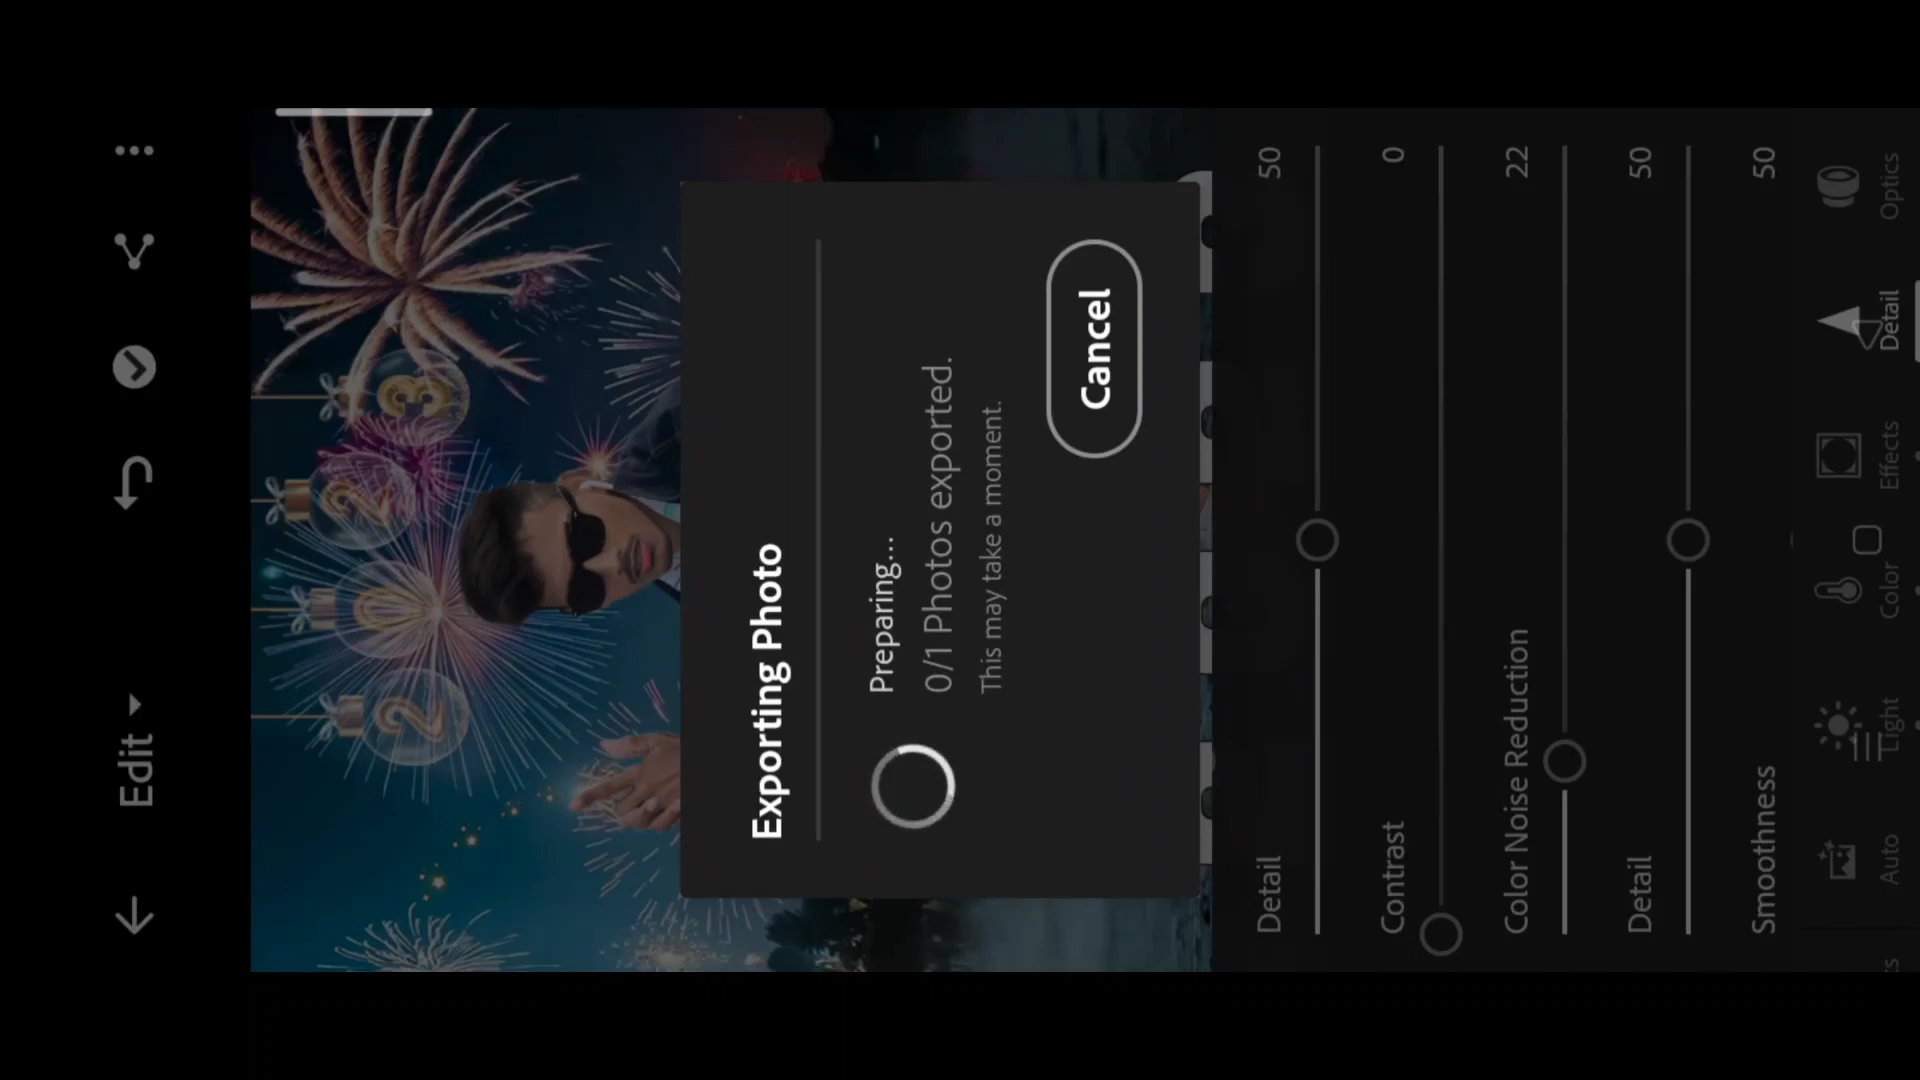 Edit
2
0
2
3
Exporting Photo
Preparing...
0/1 Photos exported.
This may take a moment.
Cancel
Detail 50
Contrast 0
Color Noise Reduction 22
Detail 50
Smoothness 50
Auto
Light
Color
Effects
Detail
Optics